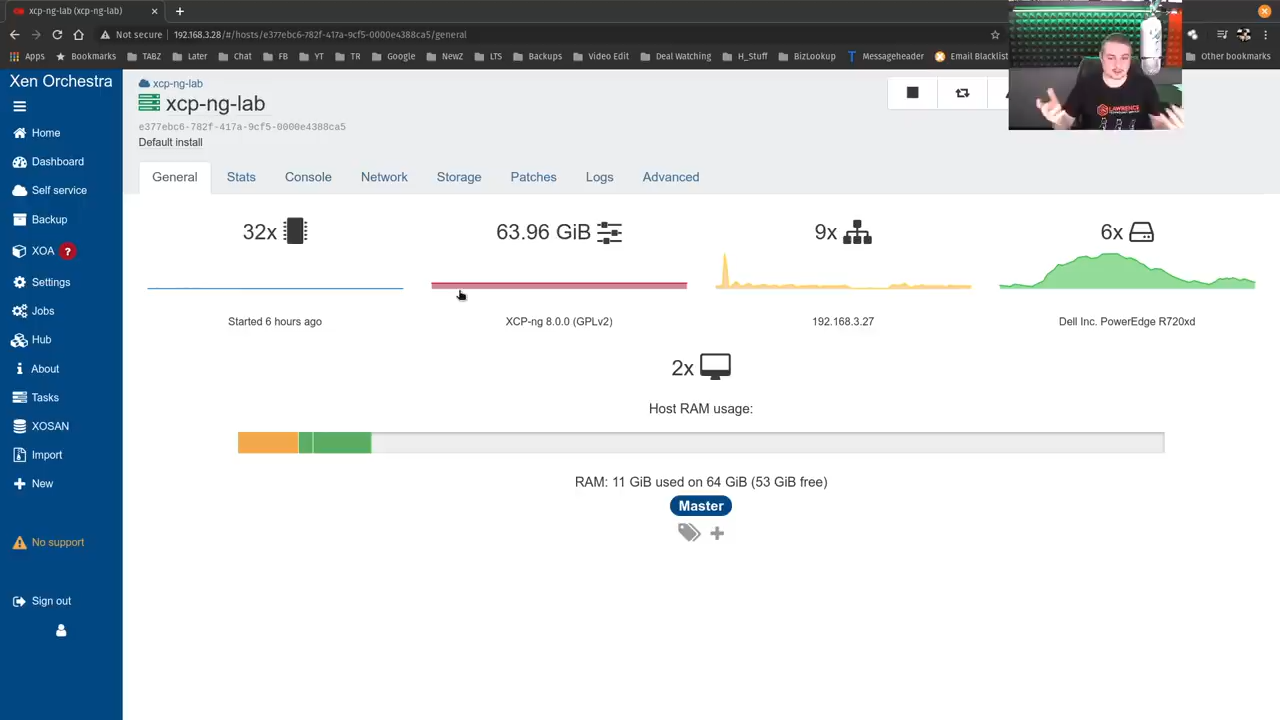 xcp-ng-lab (xcp-ng-lab)
Not secure 192.168.3.28/#/hosts/e377ebc6-782f-417a-9cf5-0000e4388ca5/general
Apps Bookmarks TABZ Later Chat FB YT TR Google NewZ LTS Backups Video Edit Deal Watching H_Stuff BizLookup Messageheader Email Blacklist Other bookmarks
LAWRENCE
Xen Orchestra
Home
Dashboard
Self service
Backup
XOA ?
Settings
Jobs
Hub
About
Tasks
XOSAN
Import
New
No support
Sign out
xcp-ng-lab
xcp-ng-lab
e377ebc6-782f-417a-9cf5-0000e4388ca5
Default install
General Stats Console Network Storage Patches Logs Advanced
32x 63.96 GiB 9x 6x
Started 6 hours ago XCP-ng 8.0.0 (GPLv2) 192.168.3.27 Dell Inc. PowerEdge R720xd
2x
Host RAM usage:
RAM: 11 GiB used on 64 GiB (53 GiB free)
Master